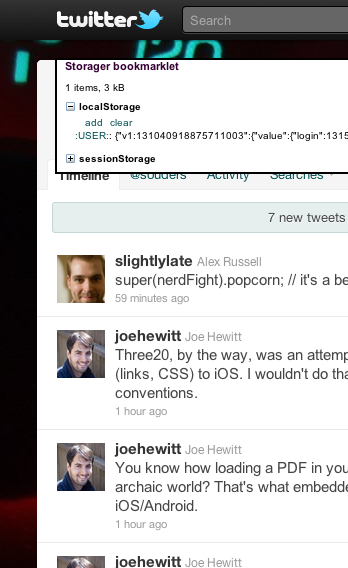 twitter
Search
Storager bookmarklet
1 items, 3 kB
localStorage
add clear
:USER:: {"v1:131040918875711003":{"value":{"login":1315
sessionStorage
Timeline @souders Activity Searches
7 new tweets
slightlylate Alex Russell
super(nerdFight).popcorn; // it's a be
59 minutes ago
joehewitt Joe Hewitt
Three20, by the way, was an attemp
(links, CSS) to iOS. I wouldn't do tha
conventions.
1 hour ago
joehewitt Joe Hewitt
You know how loading a PDF in you
archaic world? That's what embedde
iOS/Android.
1 hour ago
joehewitt Joe Hewitt